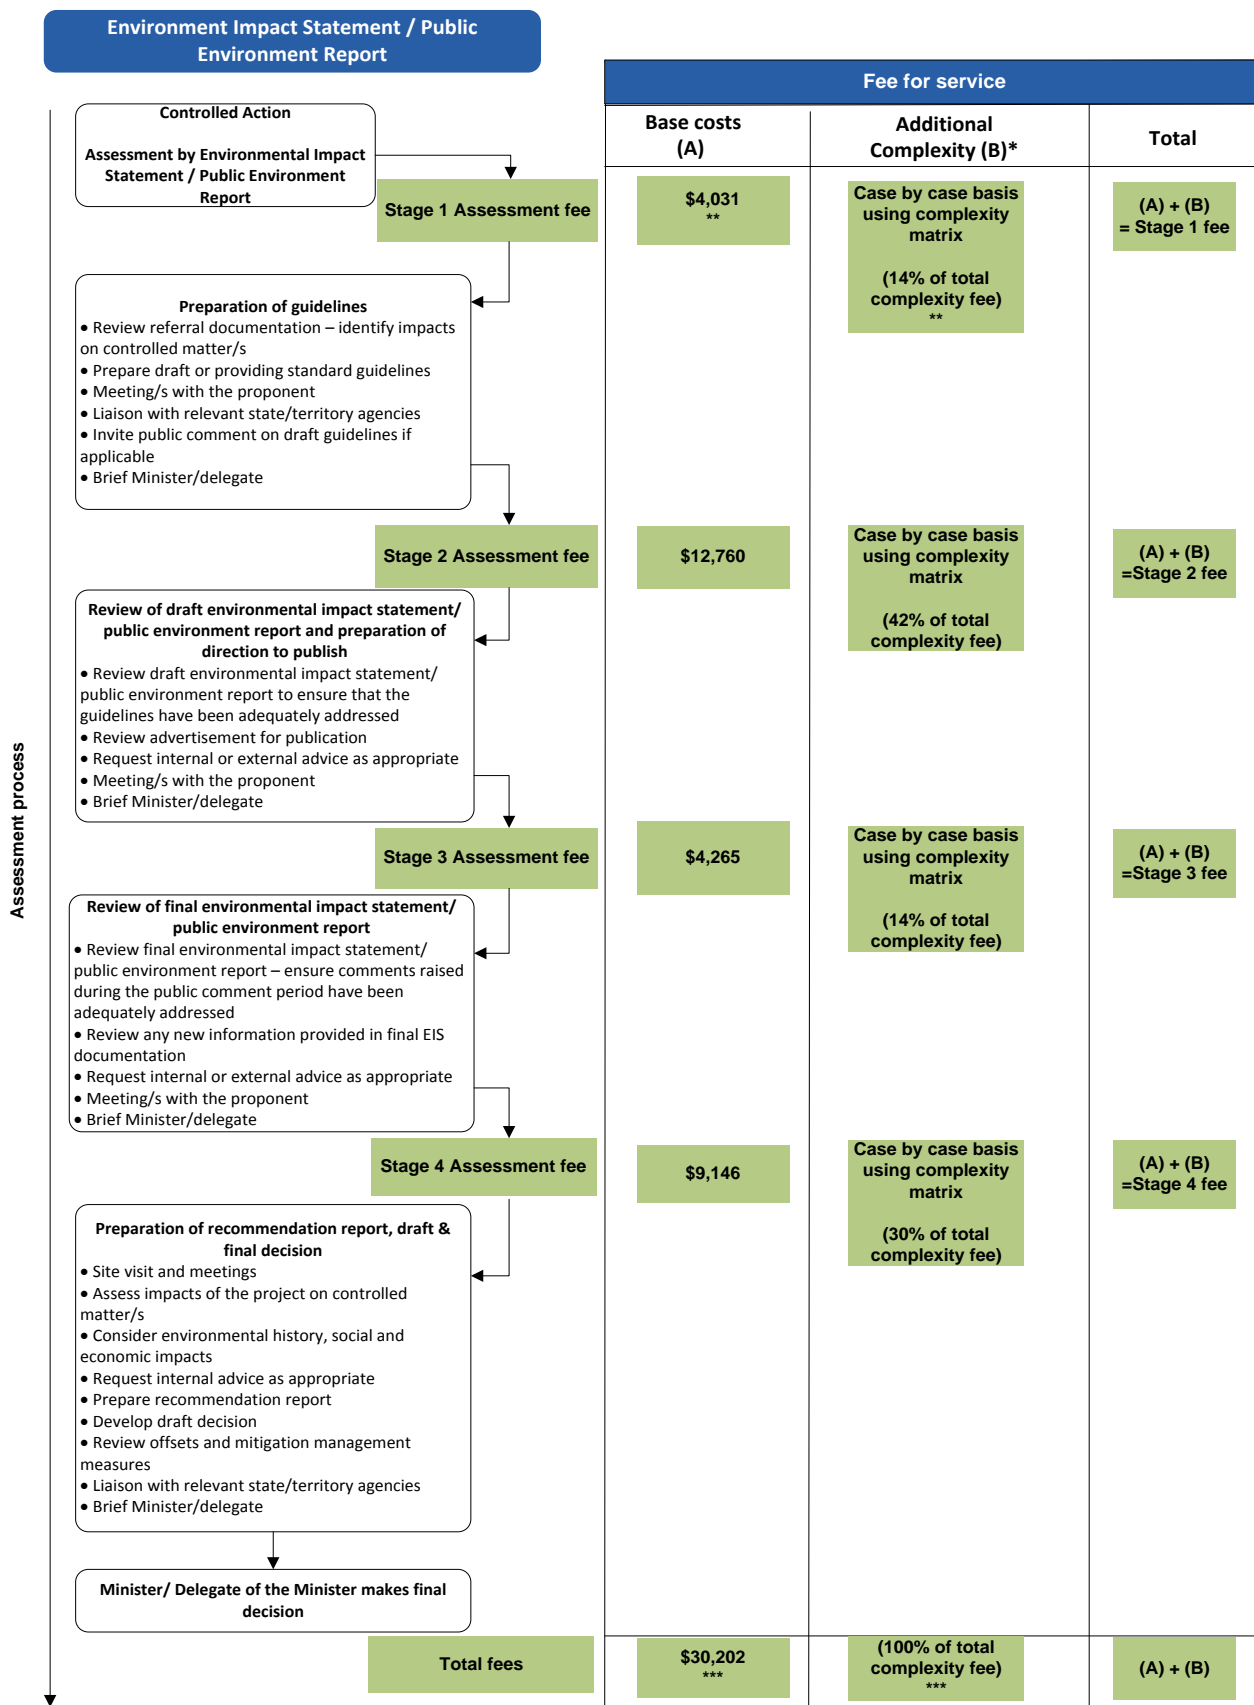 Environment Impact Statement / Public
Environment Report
Fee for service
Base costs
(A)
Additional
Complexity (B)*
Total
Controlled Action
Assessment by Environmental Impact
Statement / Public Environment
Report
Stage 1 Assessment fee
$4,031
**
Case by case basis
using complexity
matrix
(14% of total
complexity fee)
**
(A) + (B)
= Stage 1 fee
Preparation of guidelines
• Review referral documentation – identify impacts
on controlled matter/s
• Prepare draft or providing standard guidelines
• Meeting/s with the proponent
• Liaison with relevant state/territory agencies
• Invite public comment on draft guidelines if
applicable
• Brief Minister/delegate
Stage 2 Assessment fee
$12,760
Case by case basis
using complexity
matrix
(42% of total
complexity fee)
(A) + (B)
=Stage 2 fee
Review of draft environmental impact statement/
public environment report and preparation of
direction to publish
• Review draft environmental impact statement/
public environment report to ensure that the
guidelines have been adequately addressed
• Review advertisement for publication
• Request internal or external advice as appropriate
• Meeting/s with the proponent
• Brief Minister/delegate
Assessment process
Stage 3 Assessment fee
$4,265
Case by case basis
using complexity
matrix
(14% of total
complexity fee)
(A) + (B)
=Stage 3 fee
Review of final environmental impact statement/
public environment report
• Review final environmental impact statement/
public environment report – ensure comments raised
during the public comment period have been
adequately addressed
• Review any new information provided in final EIS
documentation
• Request internal or external advice as appropriate
• Meeting/s with the proponent
• Brief Minister/delegate
Stage 4 Assessment fee
$9,146
Case by case basis
using complexity
matrix
(30% of total
complexity fee)
(A) + (B)
=Stage 4 fee
Preparation of recommendation report, draft &
final decision
• Site visit and meetings
• Assess impacts of the project on controlled
matter/s
• Consider environmental history, social and
economic impacts
• Request internal advice as appropriate
• Prepare recommendation report
• Develop draft decision
• Review offsets and mitigation management
measures
• Liaison with relevant state/territory agencies
• Brief Minister/delegate
Minister/ Delegate of the Minister makes final
decision
Total fees
$30,202
***
(100% of total
complexity fee)
***
(A) + (B)